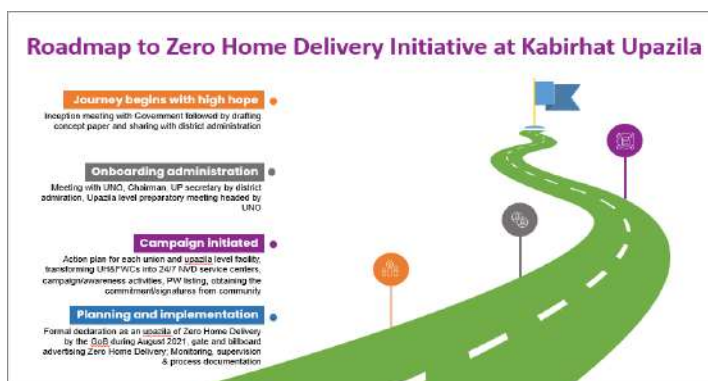 Roadmap to Zero Home Delivery Initiative at Kabirhat Upazila
Journey begins with high hope
Inception meeting with Government followed by drafting
concept paper and sharing with district administration
Onboarding administration
Meeting with UNO, Chairman, UP secretary by district
admiration, Upazila level preparatory meeting headed by
UNO
Campaign initiated
Action plan for each union and upazila level facility,
transforming UH&FWCs into 24/7 NVD service centers,
campaign/awareness activities, PW listing, obtaining the
commitment/signatures from community
Planning and implementation
Formal declaration as an upazila of Zero Home Delivery
by the GoB during August 2021, gate and billboard
advertising Zero Home Delivery; Monitoring, supervision
& process documentation